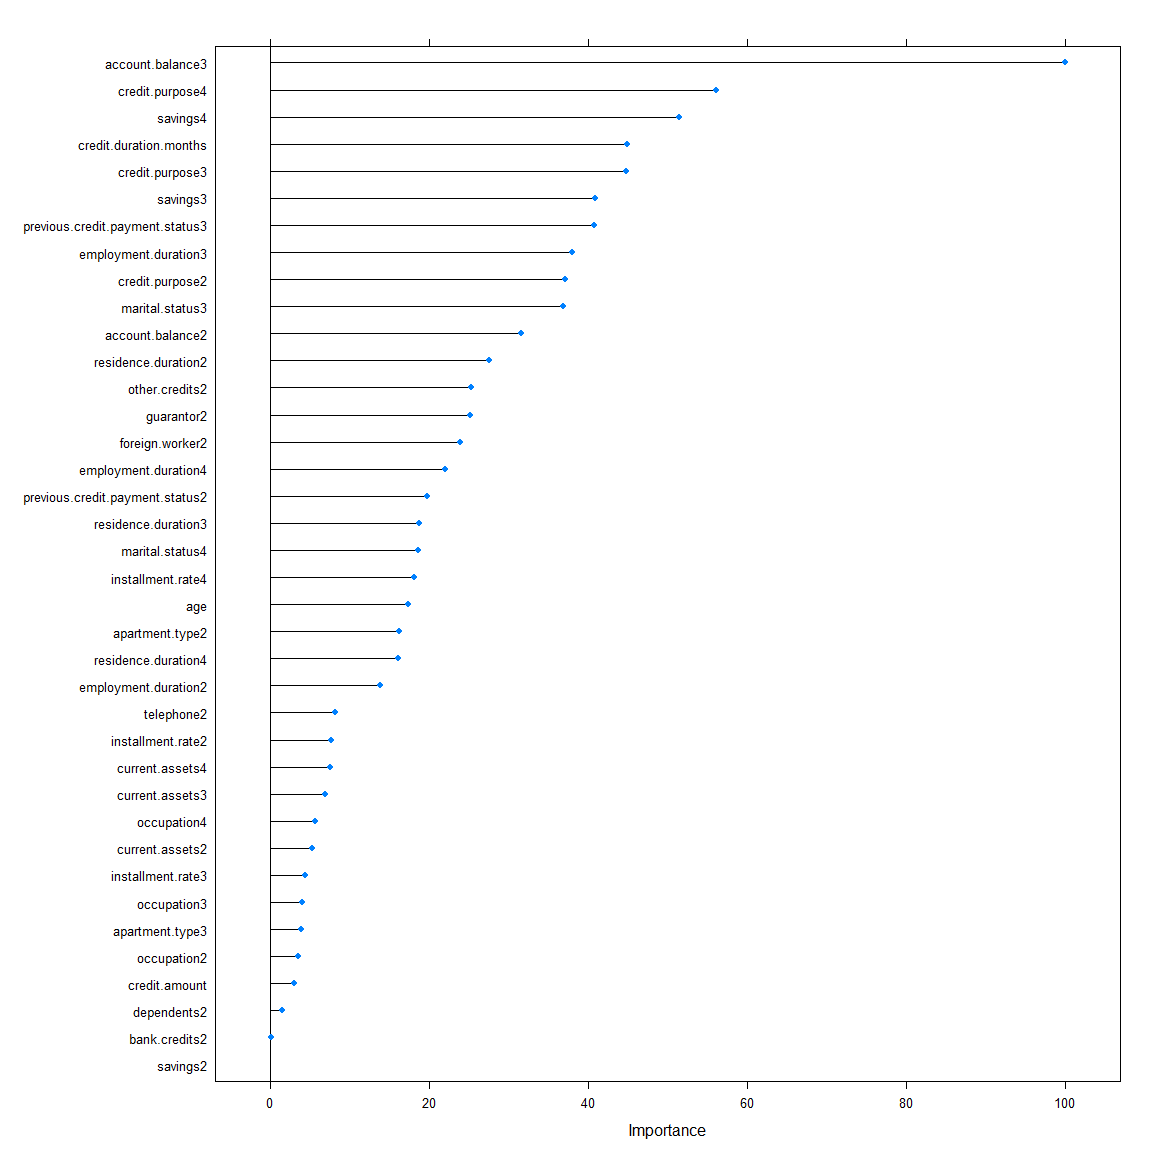 account.balance3
credit.purpose4
savings4
credit.duration.months
credit.purpose3
savings3
previous.credit.payment.status3
employment.duration3
credit.purpose2
marital.status3
account.balance2
residence.duration2
other.credits2
guarantor2
foreign.worker2
employment.duration4
previous.credit.payment.status2
residence.duration3
marital.status4
installment.rate4
age
apartment.type2
residence.duration4
employment.duration2
telephone2
installment.rate2
current.assets4
current.assets3
occupation4
current.assets2
installment.rate3
occupation3
apartment.type3
occupation2
credit.amount
dependents2
bank.credits2
savings2
0 20 40 60 80 100
Importance